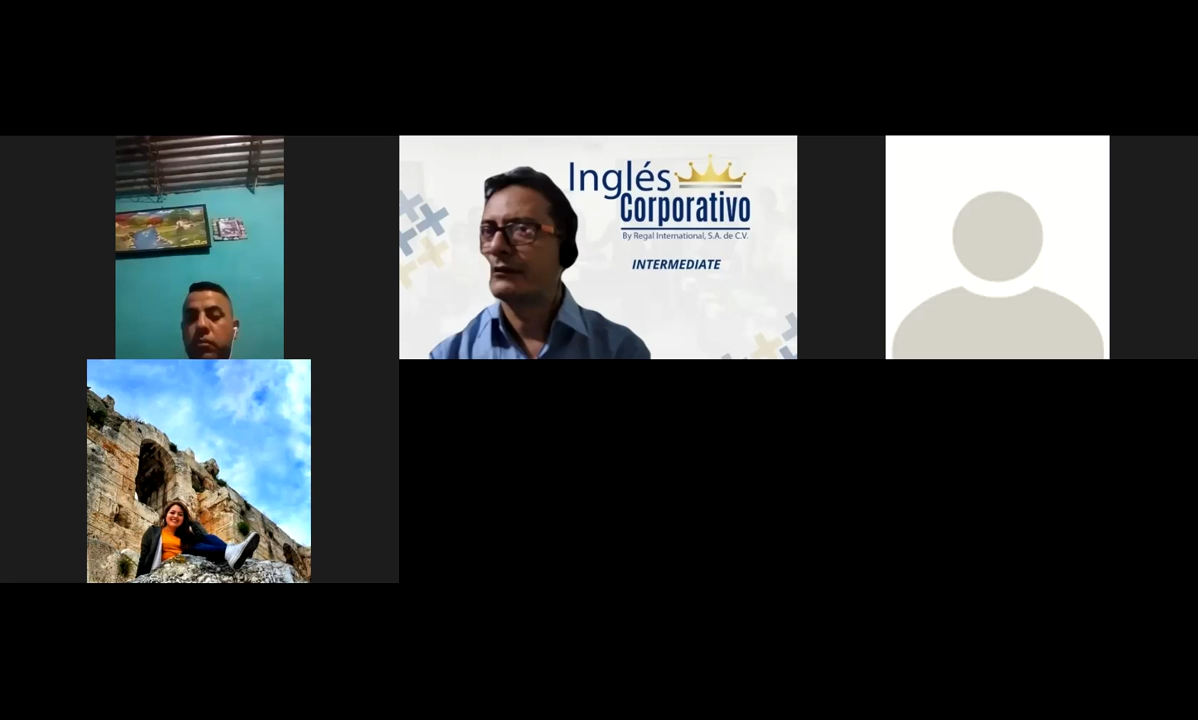 Inglés
Corporativo
By Regal International, S.A. de C.V.
INTERMEDIATE